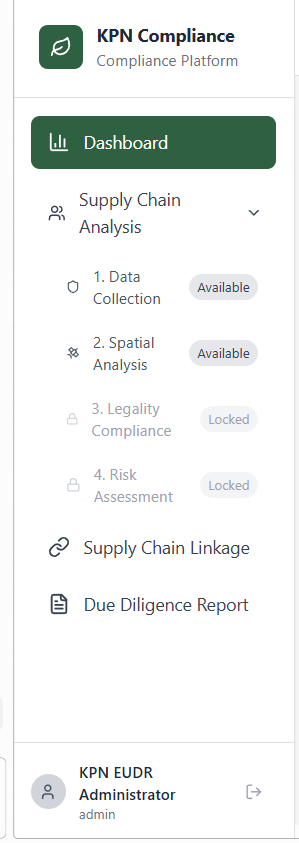 KPN Compliance
Compliance Platform
Dashboard
Supply Chain
Analysis
1. Data
Collection
Available
2. Spatial
Analysis
Available
3. Legality
Compliance
Locked
4. Risk
Assessment
Locked
Supply Chain Linkage
Due Diligence Report
KPN EUDR
Administrator
admin